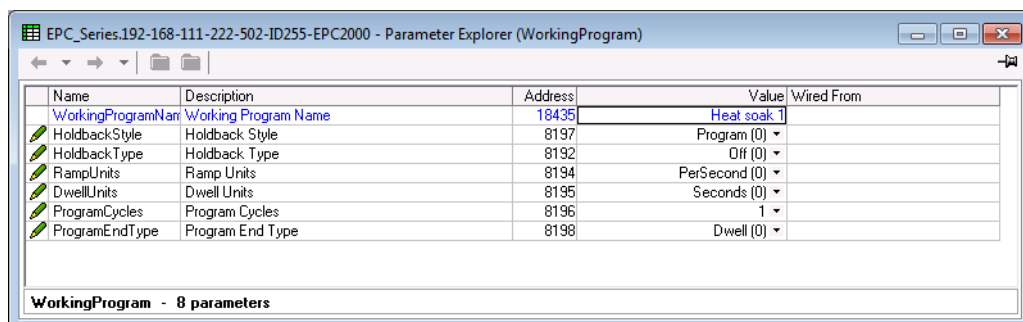 EPC_Series.192-168-111-222-502-ID255-EPC2000 - Parameter Explorer (WorkingProgram)
Name Description Address Value Wired From
WorkingProgramNam Working Program Name 18435 Heat soak 1
HoldbackStyle Holdback Style 8197 Program (0)
HoldbackType Holdback Type 8192 Off (0)
RampUnits Ramp Units 8194 PerSecond (0)
DwellUnits Dwell Units 8195 Seconds (0)
ProgramCycles Program Cycles 8196 1
ProgramEndType Program End Type 8198 Dwell (0)
WorkingProgram - 8 parameters